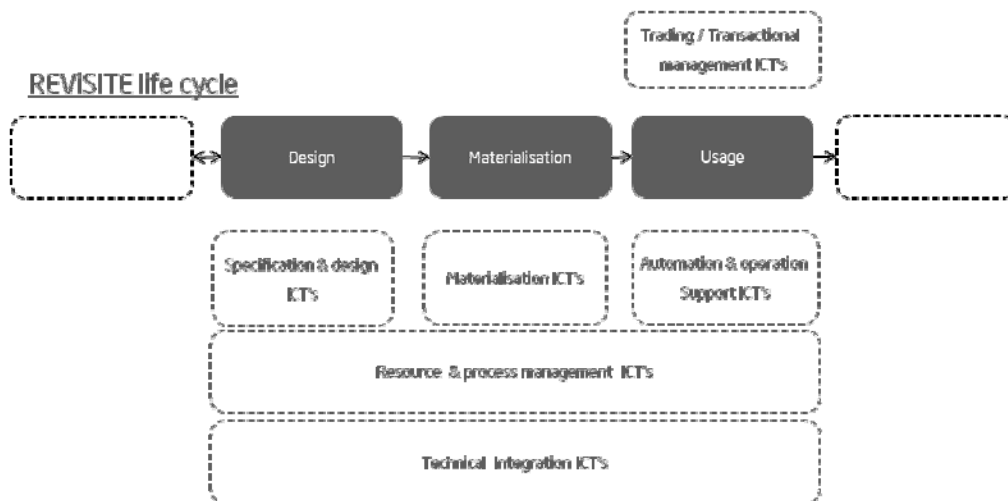 Trading / Transactional
management ICT's
REVISITE life cycle
Design
Materialisation
Usage
Specification & design
ICT's
Materialisation ICT's
Automation & operation
Support ICT's
Resource & process management ICT's
Technical Integration ICT's